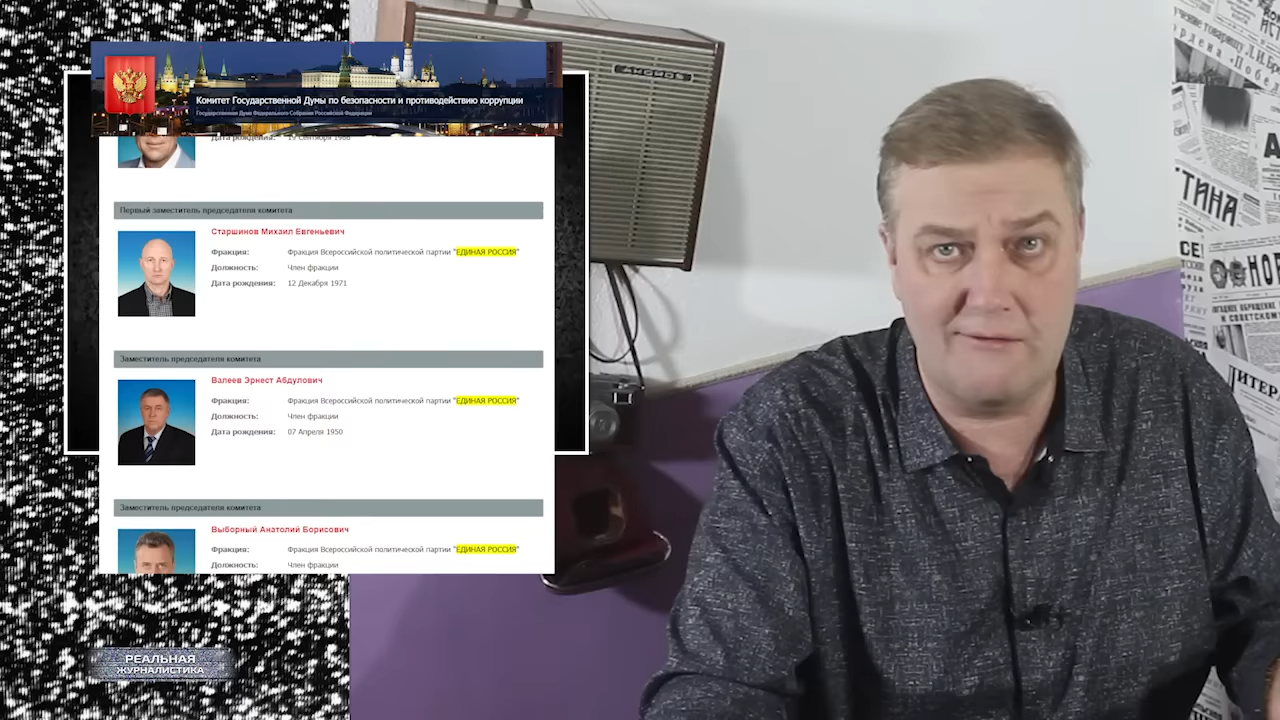 Комитет Государственной Думы по безопасности и противодействию коррупции
Государственная Дума Федерального Собрания Российской Федерации
Дата рождения: 19 Сентября 1968
Первый заместитель председателя комитета
Старшинов Михаил Евгеньевич
Фракция: Фракция Всероссийской политической партии "ЕДИНАЯ РОССИЯ"
Должность: Член фракции
Дата рождения: 12 Декабря 1971
Заместитель председателя комитета
Валеев Эрнест Абдулович
Фракция: Фракция Всероссийской политической партии "ЕДИНАЯ РОССИЯ"
Должность: Член фракции
Дата рождения: 07 Апреля 1950
Заместитель председателя комитета
Выборный Анатолий Борисович
Фракция: Фракция Всероссийской политической партии "ЕДИНАЯ РОССИЯ"
Должность: Член фракции
РЕАЛЬНАЯ
ЖУРНАЛИСТИКА